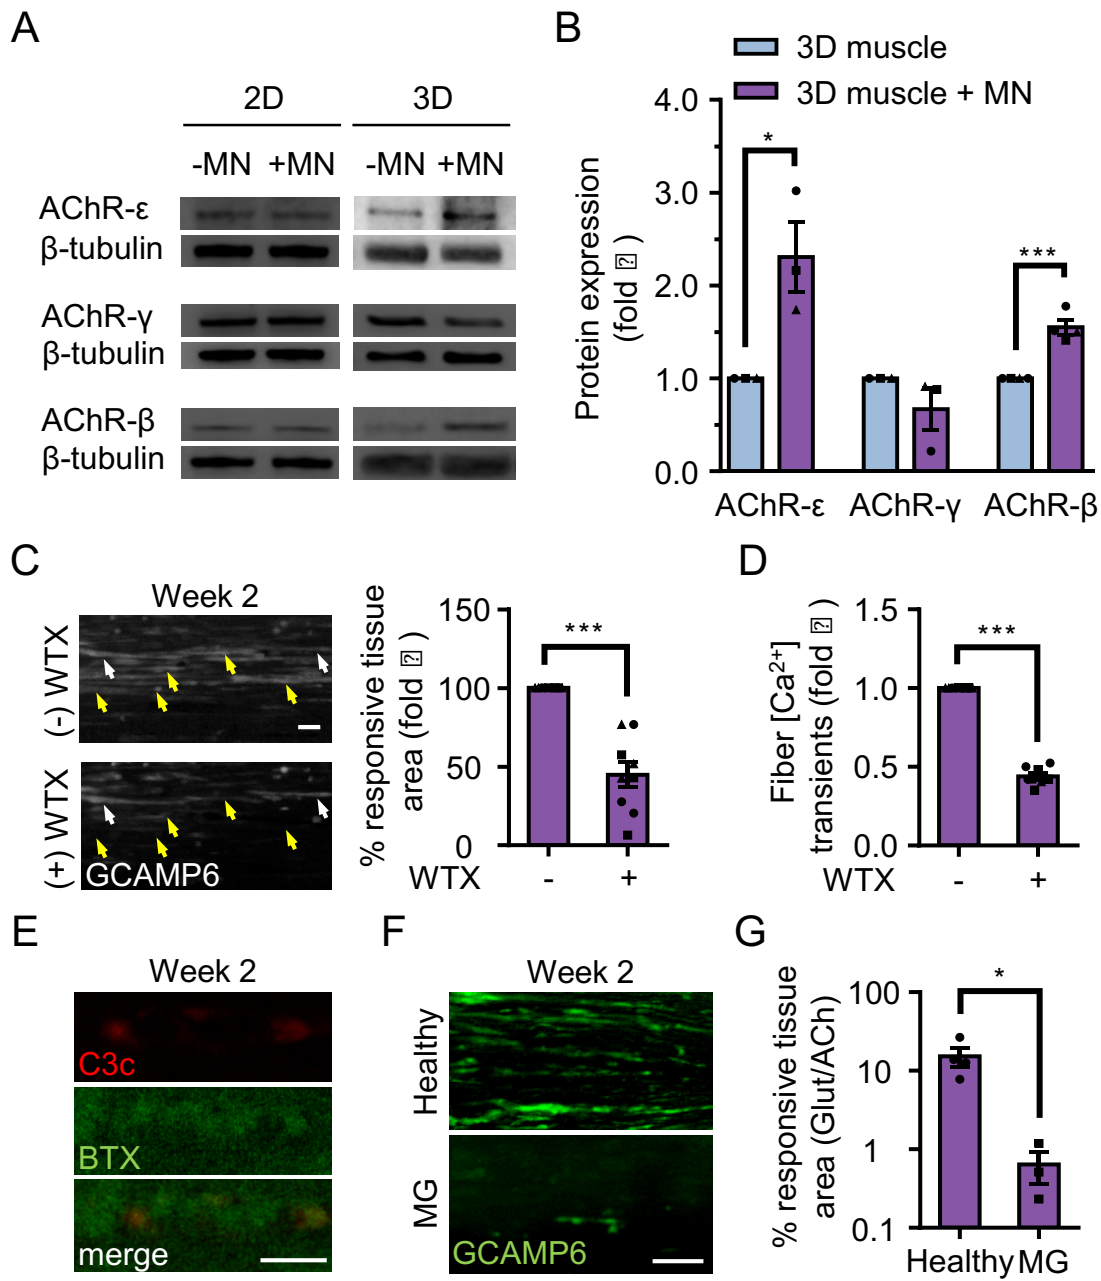 A
2D 3D
-MN +MN -MN +MN
AChR-ε
β-tubulin
AChR-γ
β-tubulin
AChR-β
β-tubulin
B
3D muscle
3D muscle + MN
Protein expression
(fold )
4.0
3.0
2.0
1.0
0.0
*
***
AChR-ε AChR-γ AChR-β
C
Week 2
(-) WTX
(+) WTX
GCAMP6
% responsive tissue
area (fold )
150
100
50
0
***
WTX - +
D
Fiber [Ca²⁺]
transients (fold )
1.5
1.0
0.5
0.0
***
WTX - +
E
Week 2
C3c
BTX
merge
F
Week 2
Healthy
MG
GCAMP6
G
% responsive tissue
area (Glut/ACh)
100
10
1
0.1
*
Healthy MG